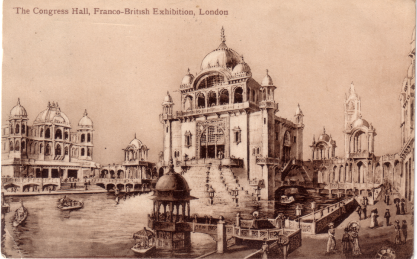 The Congress Hall, Franco-British Exhibition, London